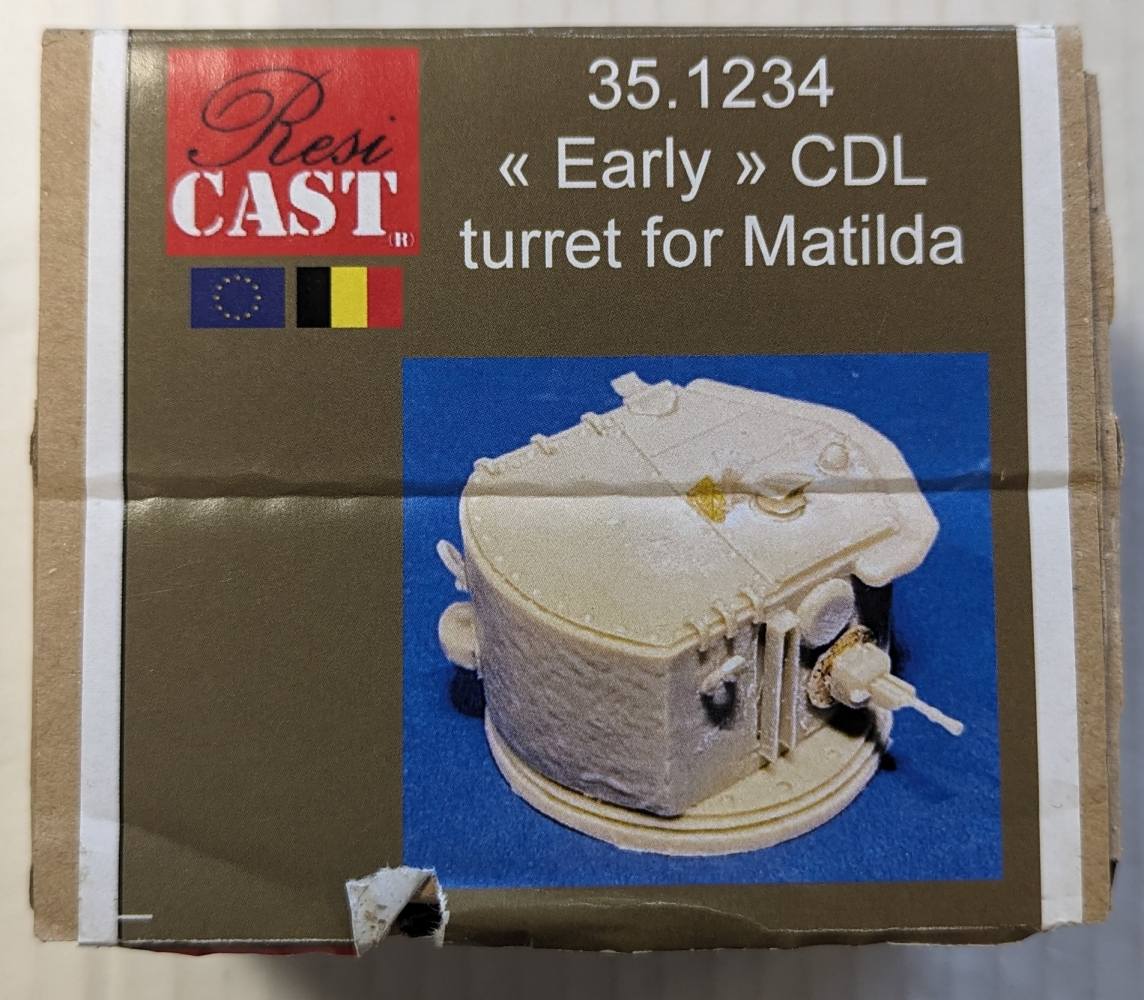 Resi
CAST
(R)
35.1234
« Early » CDL
turret for Matilda